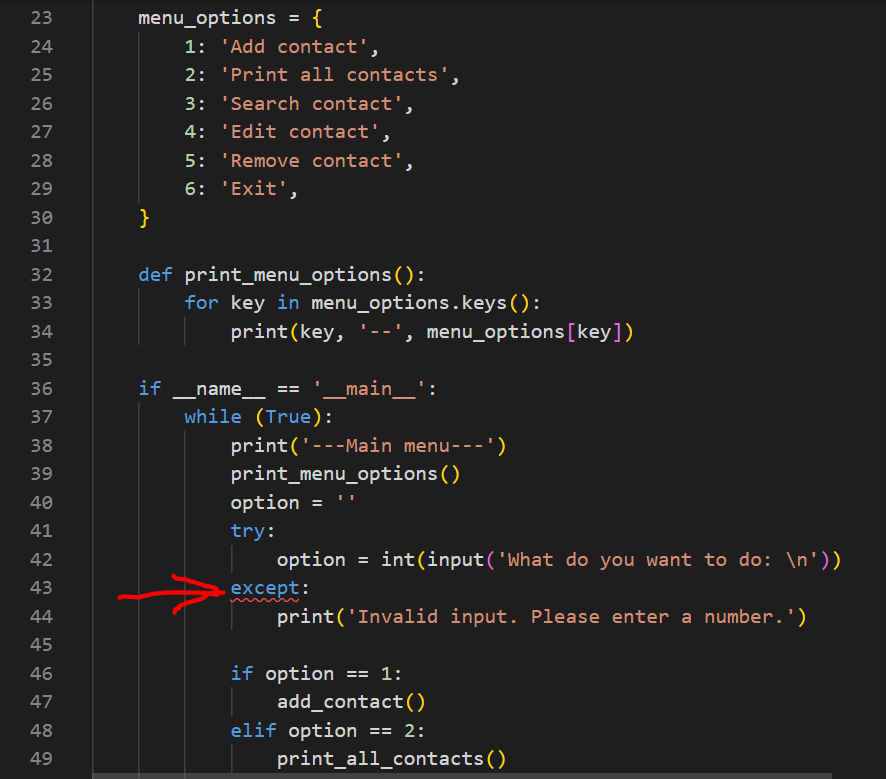 23 menu_options = {
24 1: 'Add contact',
25 2: 'Print all contacts',
26 3: 'Search contact',
27 4: 'Edit contact',
28 5: 'Remove contact',
29 6: 'Exit',
30 }
31
32 def print_menu_options():
33 for key in menu_options.keys():
34 print(key, '--', menu_options[key])
35
36 if __name__ == '__main__':
37 while (True):
38 print('---Main menu---')
39 print_menu_options()
40 option = ''
41 try:
42 option = int(input('What do you want to do: \n'))
43 except:
44 print('Invalid input. Please enter a number.')
45
46 if option == 1:
47 add_contact()
48 elif option == 2:
49 print_all_contacts()